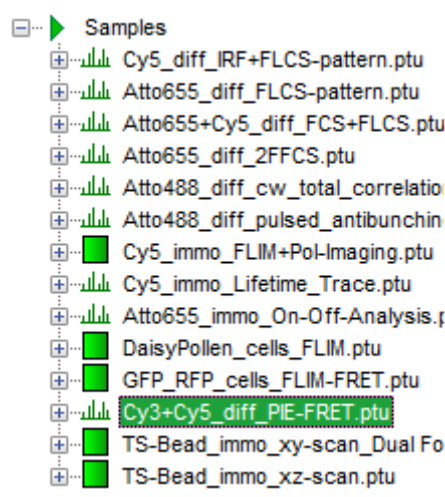 Samples
Cy5_diff_IRF+FLCS-pattern.ptu
Atto655_diff_FLCS-pattern.ptu
Atto655+Cy5_diff_FCS+FLCS.ptu
Atto655_diff_2FFCS.ptu
Atto488_diff_cw_total_correlatio
Atto488_diff_pulsed_antibunchin
Cy5_immo_FLIM+Pol-Imaging.ptu
Cy5_immo_Lifetime_Trace.ptu
Atto655_immo_On-Off-Analysis.p
DaisyPollen_cells_FLIM.ptu
GFP_RFP_cells_FLIM-FRET.ptu
Cy3+Cy5_diff_PIE-FRET.ptu
TS-Bead_immo_xy-scan_Dual Fo
TS-Bead_immo_xz-scan.ptu